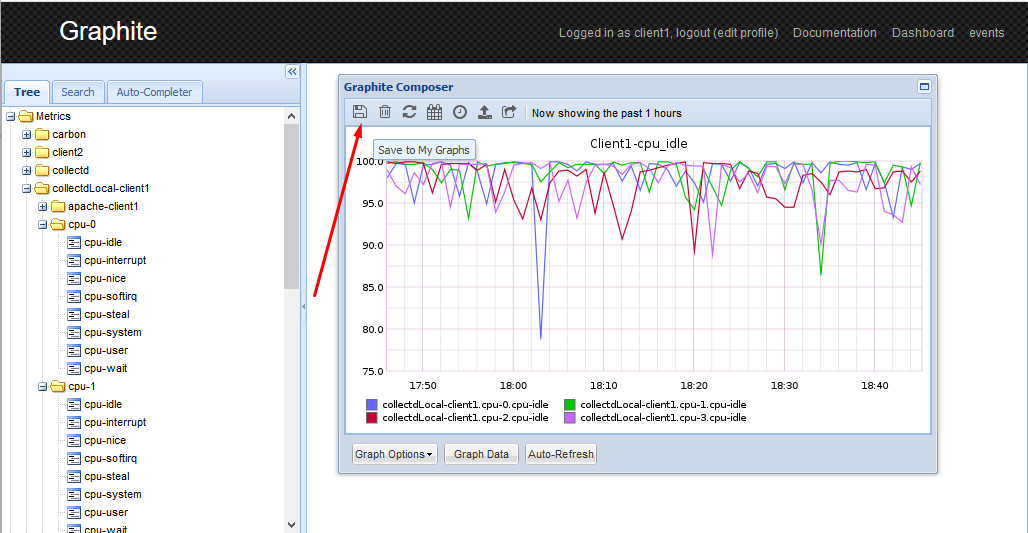 Graphite
Logged in as client1, logout (edit profile) Documentation Dashboard events
Tree Search Auto-Completer
Metrics
carbon
client2
collectd
collectdLocal-client1
apache-client1
cpu-0
cpu-idle
cpu-interrupt
cpu-nice
cpu-softirq
cpu-steal
cpu-system
cpu-user
cpu-wait
cpu-1
cpu-idle
cpu-interrupt
cpu-nice
cpu-softirq
cpu-steal
cpu-system
cpu-user
cpu-wait
Graphite Composer
Now showing the past 1 hours
Save to My Graphs
Client1-cpu_idle
100.0
95.0
90.0
85.0
80.0
75.0
17:50 18:00 18:10 18:20 18:30 18:40
collectdLocal-client1.cpu-0.cpu-idle collectdLocal-client1.cpu-1.cpu-idle
collectdLocal-client1.cpu-2.cpu-idle collectdLocal-client1.cpu-3.cpu-idle
Graph Options Graph Data Auto-Refresh